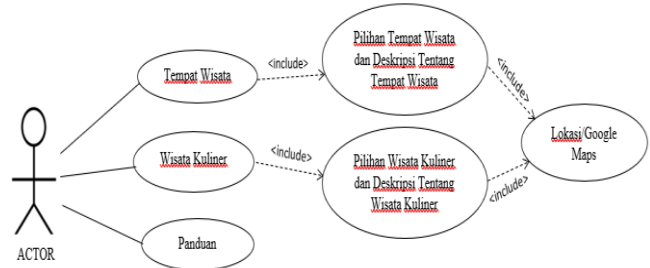 Tempat Wisata
<include>
Pilihan Tempat Wisata
dan Deskripsi Tentang
Tempat Wisata
<include>
Lokasi/Google
Maps
Wisata Kuliner
<include>
Pilihan Wisata Kuliner
dan Deskripsi Tentang
Wisata Kuliner
<include>
Panduan
ACTOR